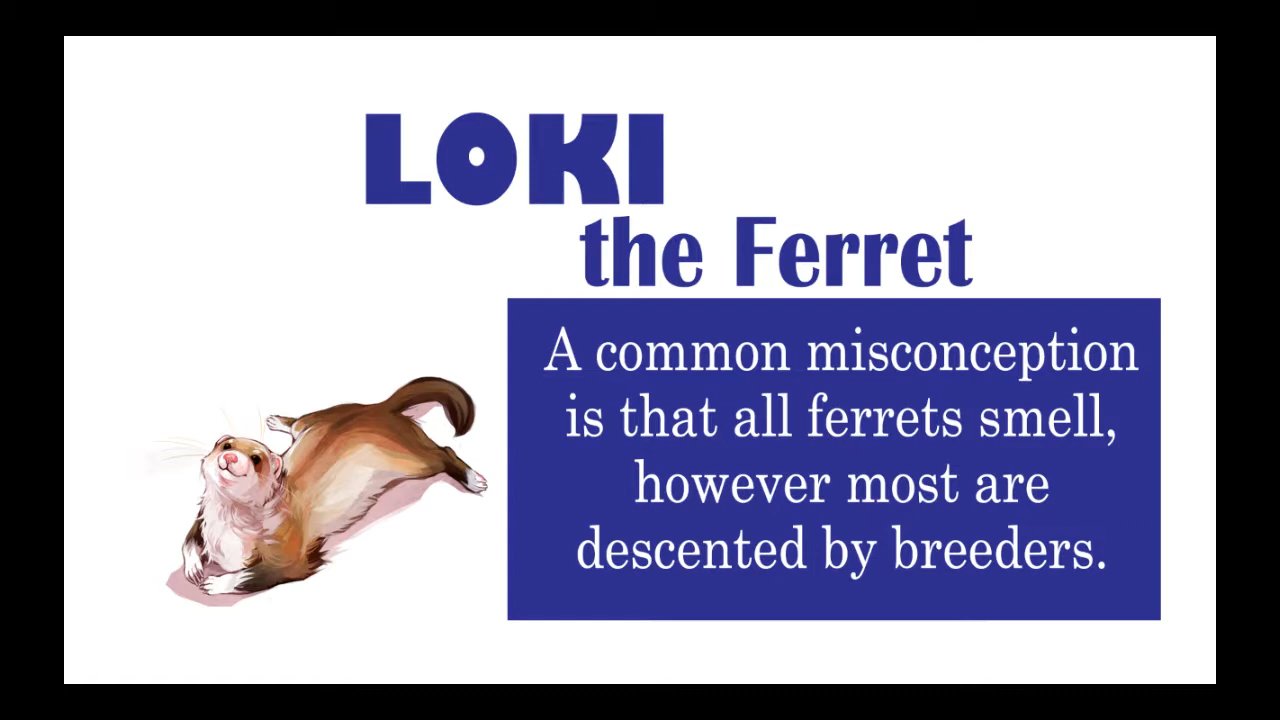 LOKI
the Ferret
A common misconception
is that all ferrets smell,
however most are
descented by breeders.